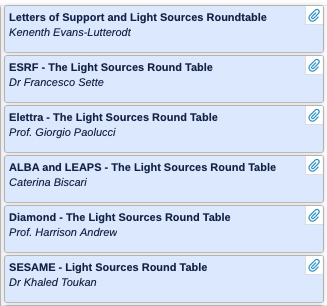 Letters of Support and Light Sources Roundtable
Kenenth Evans-Lutterodt
ESRF - The Light Sources Round Table
Dr Francesco Sette
Elettra - The Light Sources Round Table
Prof. Giorgio Paolucci
ALBA and LEAPS - The Light Sources Round Table
Caterina Biscari
Diamond - The Light Sources Round Table
Prof. Harrison Andrew
SESAME - Light Sources Round Table
Dr Khaled Toukan